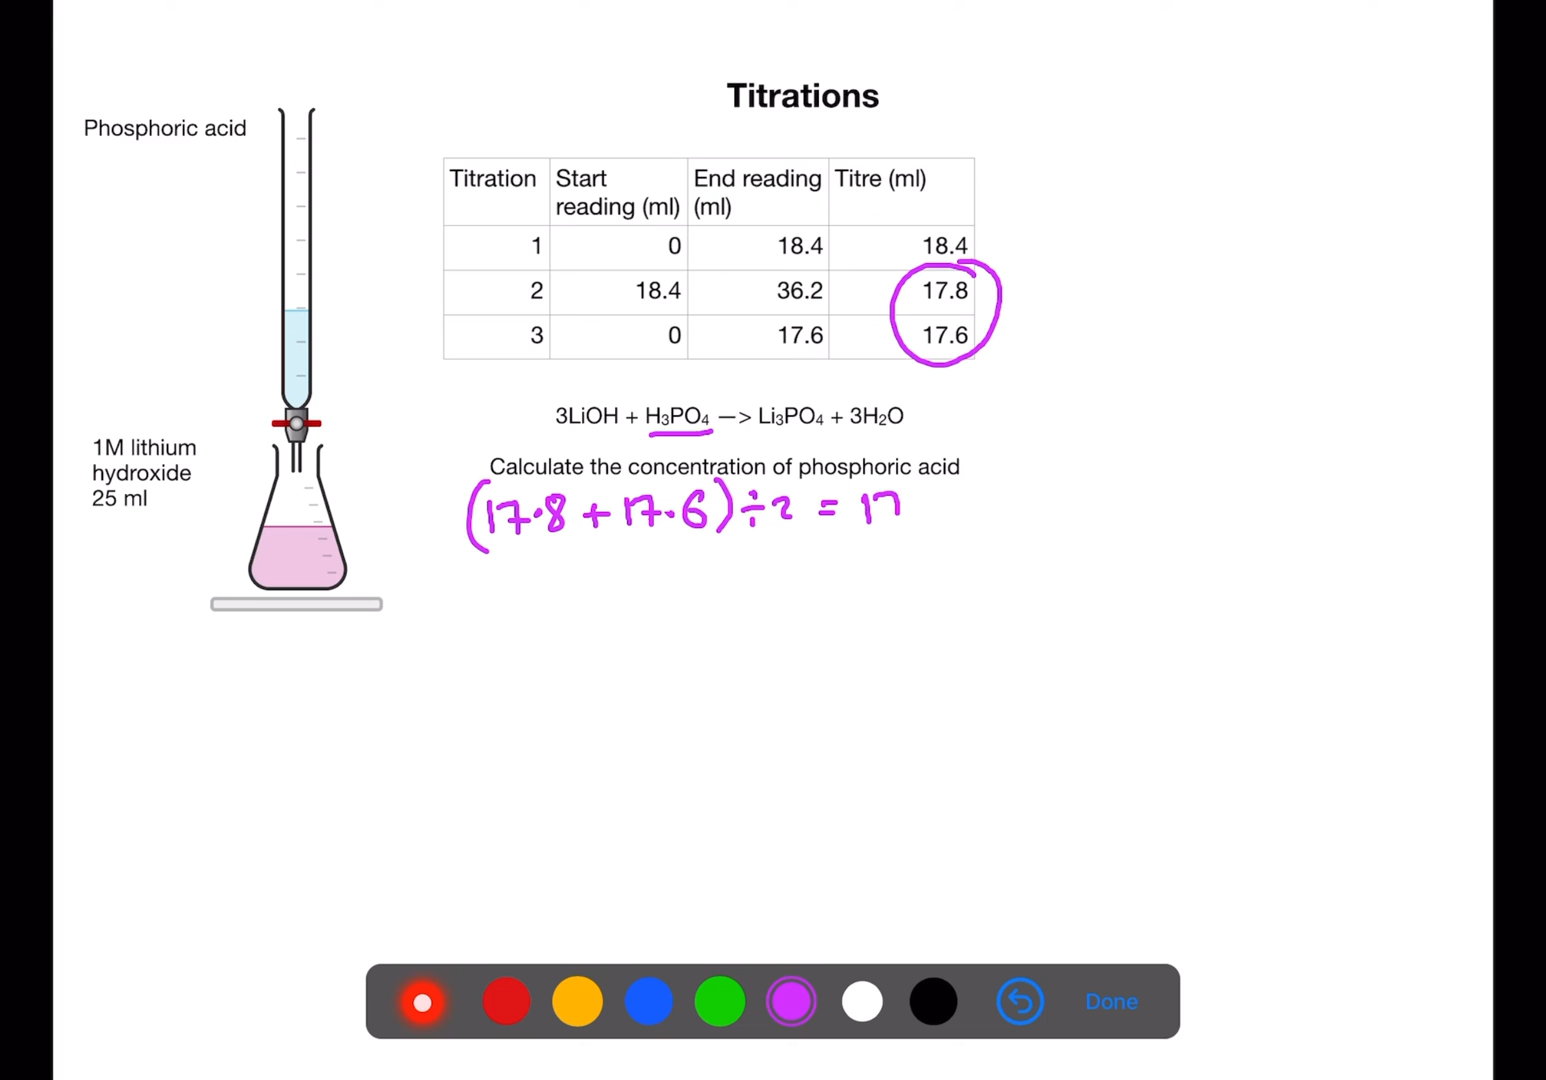 Titrations
Phosphoric acid
Titration Start reading (ml) End reading (ml) Titre (ml)
1 0 18.4 18.4
2 18.4 36.2 17.8
3 0 17.6 17.6
3LiOH + H₃PO₄ —> Li₃PO₄ + 3H₂O
1M lithium
hydroxide
25 ml
Calculate the concentration of phosphoric acid
(17.8 + 17.6) ÷ 2 = 17
Done